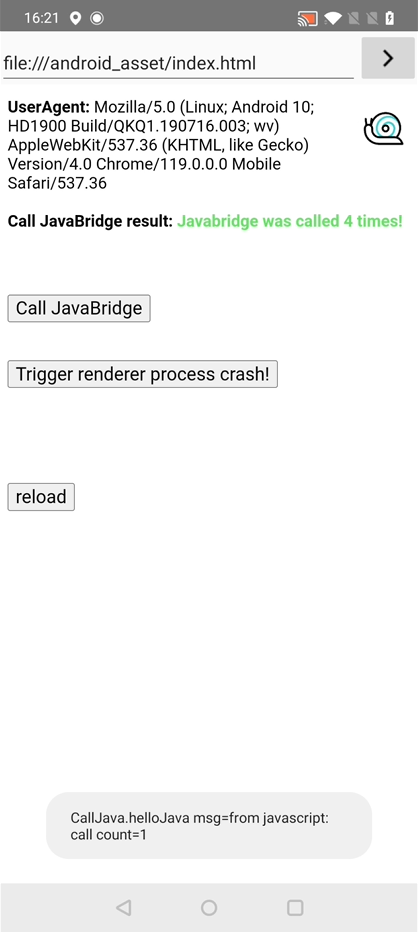 16:21
file:///android_asset/index.html
UserAgent: Mozilla/5.0 (Linux; Android 10;
HD1900 Build/QKQ1.190716.003; wv)
AppleWebKit/537.36 (KHTML, like Gecko)
Version/4.0 Chrome/119.0.0.0 Mobile
Safari/537.36
Call JavaBridge result: Javabridge was called 4 times!
Call JavaBridge
Trigger renderer process crash!
reload
CallJava.helloJava msg=from javascript:
call count=1